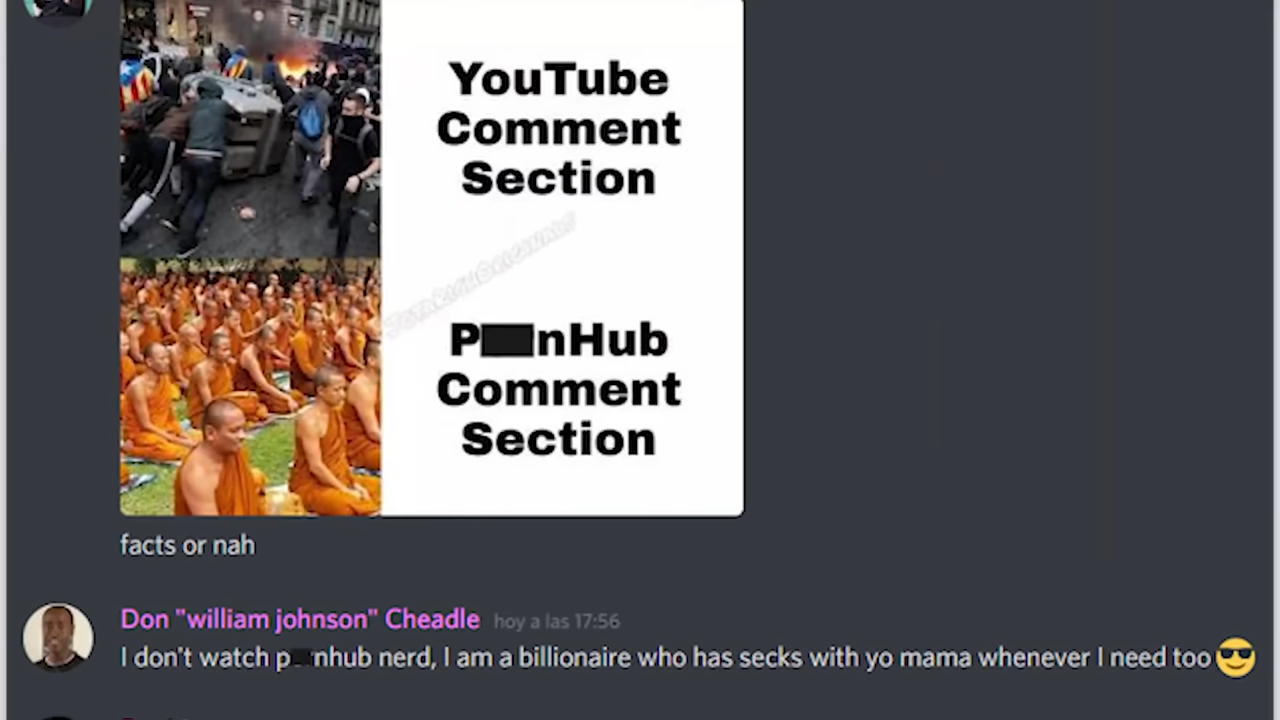 YouTube
Comment
Section
P nHub
Comment
Section
facts or nah
Don "william johnson" Cheadle hoy a las 17:56
I don't watch p nhub nerd, I am a billionaire who has secks with yo mama whenever I need too😎